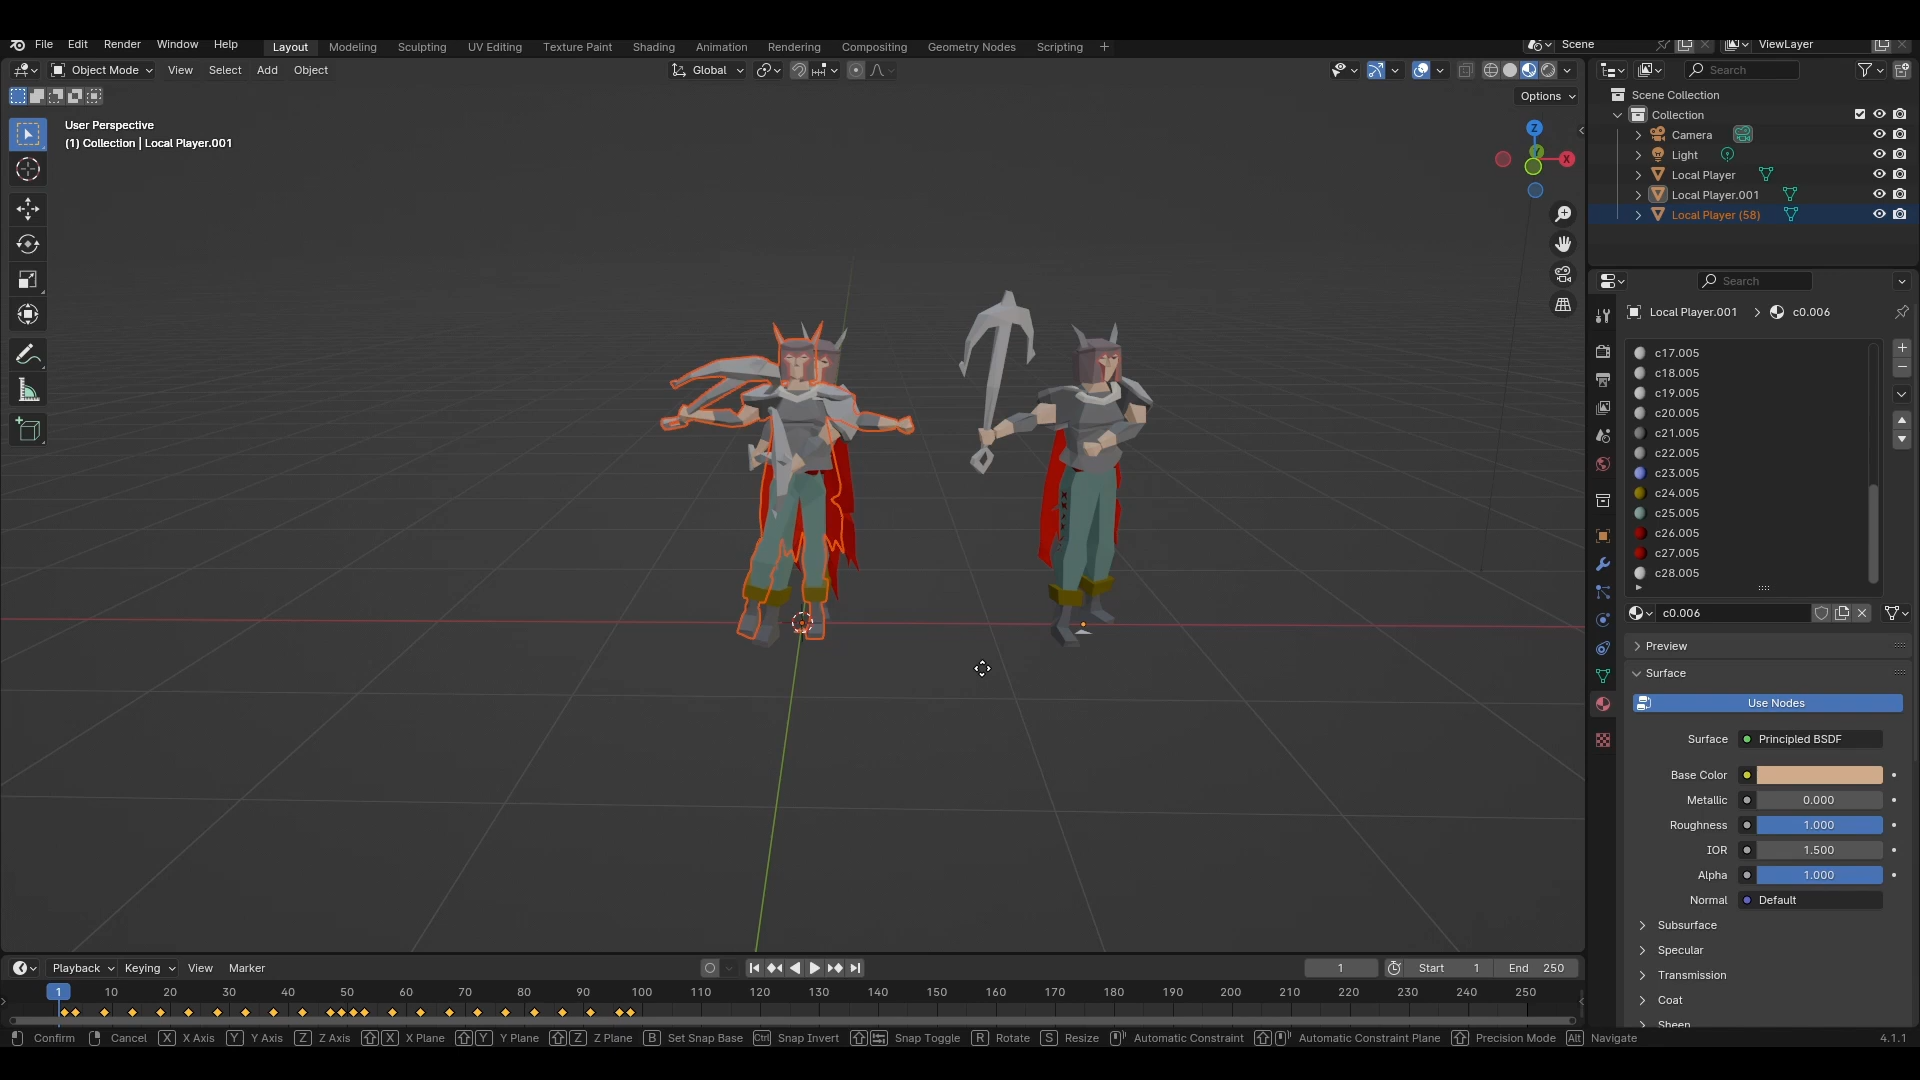 File Edit Render Window Help Layout Modeling Sculpting UV Editing Texture Paint Shading Animation Rendering Compositing Geometry Nodes Scripting + Scene ViewLayer
Object Mode View Select Add Object Global Search
Options
User Perspective
(1) Collection | Local Player.001
Z
Y
X
Scene Collection
Collection
Camera
Light
Local Player
Local Player.001
Local Player (58)
Search
Local Player.001 > c0.006
c17.005
c18.005
c19.005
c20.005
c21.005
c22.005
c23.005
c24.005
c25.005
c26.005
c27.005
c28.005
c0.006
Preview
Surface
Use Nodes
Surface Principled BSDF
Base Color
Metallic 0.000
Roughness 1.000
IOR 1.500
Alpha 1.000
Normal Default
Subsurface
Specular
Transmission
Coat
Sheen
Playback Keying View Marker 1 Start 1 End 250
1 10 20 30 40 50 60 70 80 90 100 110 120 130 140 150 160 170 180 190 200 210 220 230 240 250
Confirm Cancel X X Axis Y Y Axis Z Z Axis X X Plane Y Y Plane Z Z Plane B Set Snap Base Ctrl Snap Invert Snap Toggle R Rotate S Resize Automatic Constraint Automatic Constraint Plane Precision Mode Alt Navigate 4.1.1